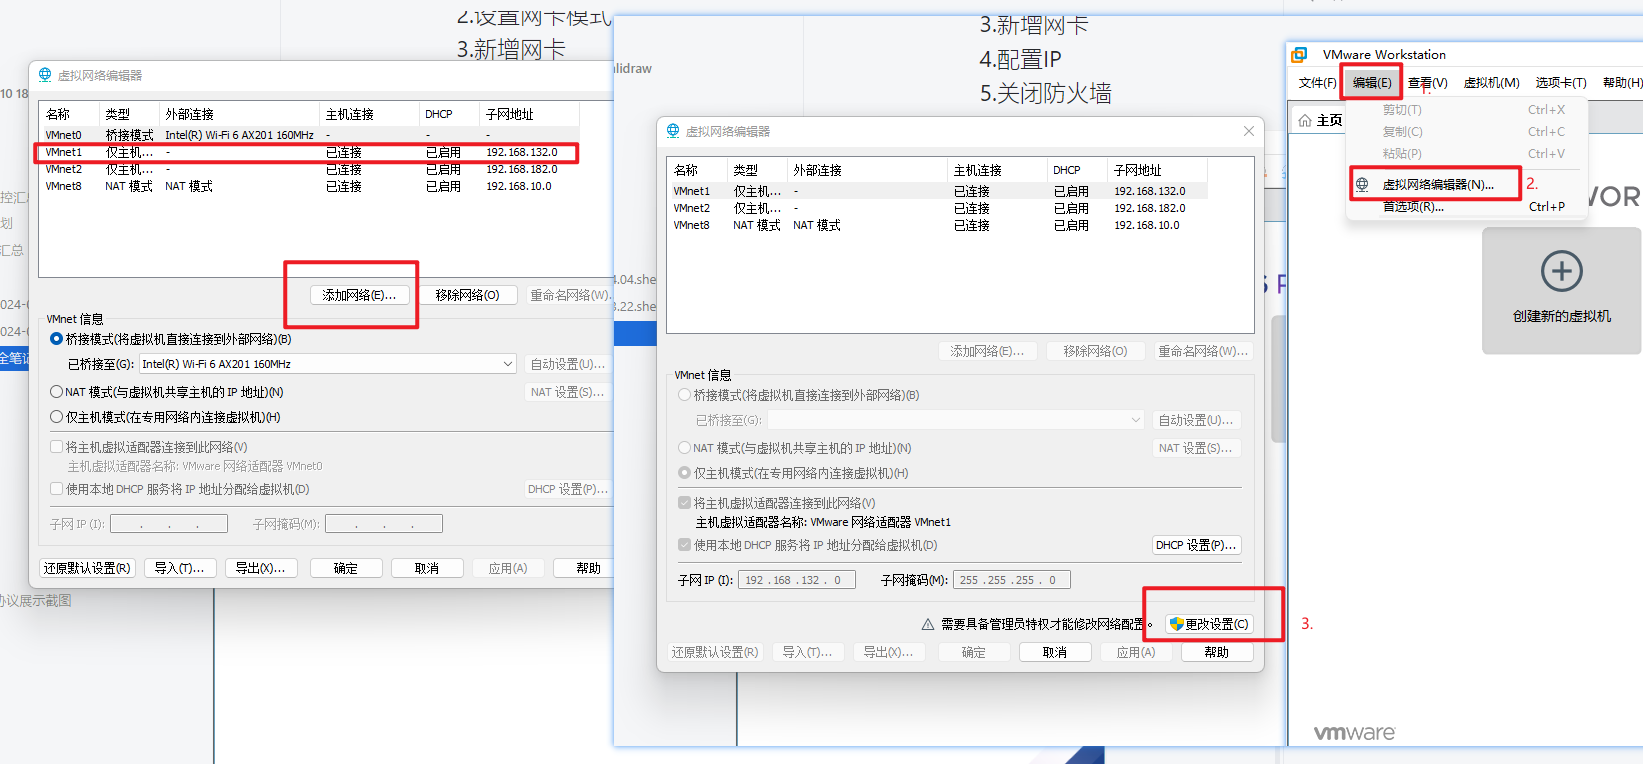 2.设置网卡模式
3.新增网卡
10 18
划
汇总
024-0
024-0
全笔记
协议展示截图
虚拟网络编辑器
名称 类型 外部连接 主机连接 DHCP 子网地址
VMnet0 桥接模式 Intel(R) Wi-Fi 6 AX201 160MHz - - -
VMnet1 仅主机... - 已连接 已启用 192.168.132.0
VMnet2 仅主机... - 已连接 已启用 192.168.182.0
VMnet8 NAT 模式 NAT 模式 已连接 已启用 192.168.10.0
添加网络(E)... 移除网络(O) 重命名网络(W).
VMnet 信息
桥接模式(将虚拟机直接连接到外部网络)(B)
已桥接至(G): Intel(R) Wi-Fi 6 AX201 160MHz 自动设置(U)...
NAT 模式(与虚拟机共享主机的 IP 地址)(N) NAT 设置(S)...
仅主机模式(在专用网络内连接虚拟机)(H)
将主机虚拟适配器连接到此网络(V)
主机虚拟适配器名称: VMware 网络适配器 VMnet0
使用本地 DHCP 服务将 IP 地址分配给虚拟机(D) DHCP 设置(P)...
子网 IP (I): . . . 子网掩码(M): . . .
还原默认设置(R) 导入(T)... 导出(X)... 确定 取消 应用(A) 帮助
3.新增网卡
4.配置IP
5.关闭防火墙
lidraw
4.04.she
3.22.she
虚拟网络编辑器
名称 类型 外部连接 主机连接 DHCP 子网地址
VMnet1 仅主机... - 已连接 已启用 192.168.132.0
VMnet2 仅主机... - 已连接 已启用 192.168.182.0
VMnet8 NAT 模式 NAT 模式 已连接 已启用 192.168.10.0
添加网络(E)... 移除网络(O) 重命名网络(W)...
VMnet 信息
桥接模式(将虚拟机直接连接到外部网络)(B)
已桥接至(G): 自动设置(U)...
NAT 模式(与虚拟机共享主机的 IP 地址)(N) NAT 设置(S)...
仅主机模式(在专用网络内连接虚拟机)(H)
将主机虚拟适配器连接到此网络(V)
主机虚拟适配器名称: VMware 网络适配器 VMnet1
使用本地 DHCP 服务将 IP 地址分配给虚拟机(D) DHCP 设置(P)...
子网 IP (I): 192 . 168 . 132 . 0 子网掩码(M): 255 . 255 . 255 . 0
需要具备管理员特权才能修改网络配置。 更改设置(C) 3.
还原默认设置(R) 导入(T)... 导出(X)... 确定 取消 应用(A) 帮助
S F
VMware Workstation
文件(F) 编辑(E) 1. 查看(V) 虚拟机(M) 选项卡(T) 帮助(H)
主页
剪切(T) Ctrl+X
复制(C) Ctrl+C
粘贴(P) Ctrl+V
虚拟网络编辑器(N)... 2.
首选项(R)... Ctrl+P
WOR
创建新的虚拟机
vmware